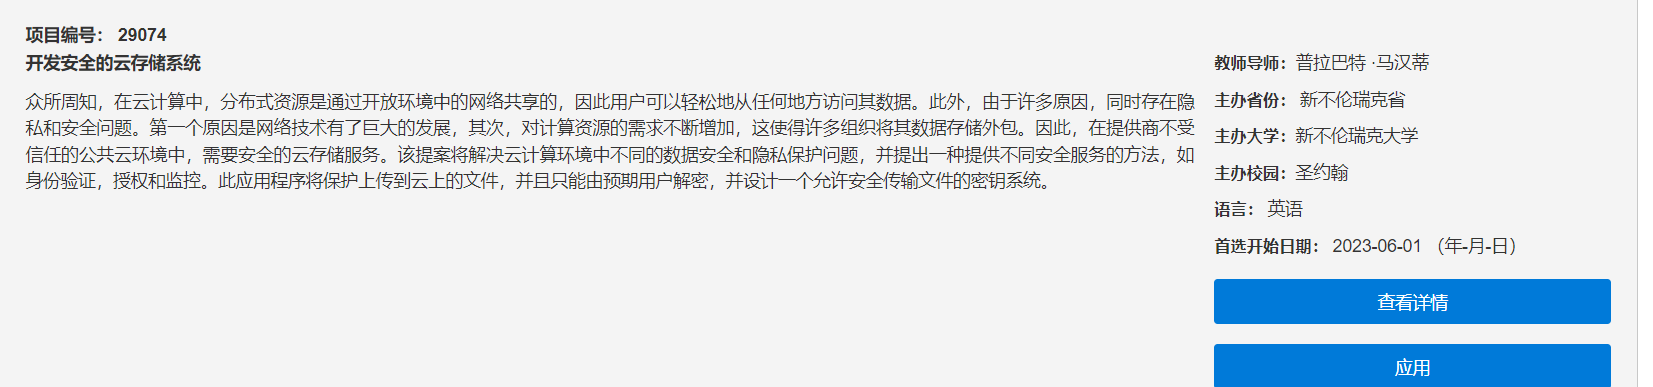 项目编号： 29074
开发安全的云存储系统
众所周知，在云计算中，分布式资源是通过开放环境中的网络共享的，因此用户可以轻松地从任何地方访问其数据。此外，由于许多原因，同时存在隐
私和安全问题。第一个原因是网络技术有了巨大的发展，其次，对计算资源的需求不断增加，这使得许多组织将其数据存储外包。因此，在提供商不受
信任的公共云环境中，需要安全的云存储服务。该提案将解决云计算环境中不同的数据安全和隐私保护问题，并提出一种提供不同安全服务的方法，如
身份验证，授权和监控。此应用程序将保护上传到云上的文件，并且只能由预期用户解密，并设计一个允许安全传输文件的密钥系统。
教师导师：普拉巴特 ·马汉蒂
主办省份： 新不伦瑞克省
主办大学：新不伦瑞克大学
主办校园：圣约翰
语言： 英语
首选开始日期： 2023-06-01 （年-月-日）
查看详情
应用